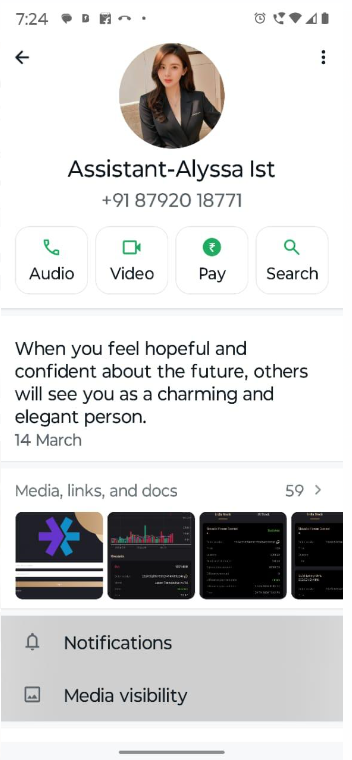 7:24
Assistant-Alyssa Ist
+91 87920 18771
Audio Video Pay Search
When you feel hopeful and
confident about the future, others
will see you as a charming and
elegant person.
14 March
Media, links, and docs 59
Notifications
Media visibility